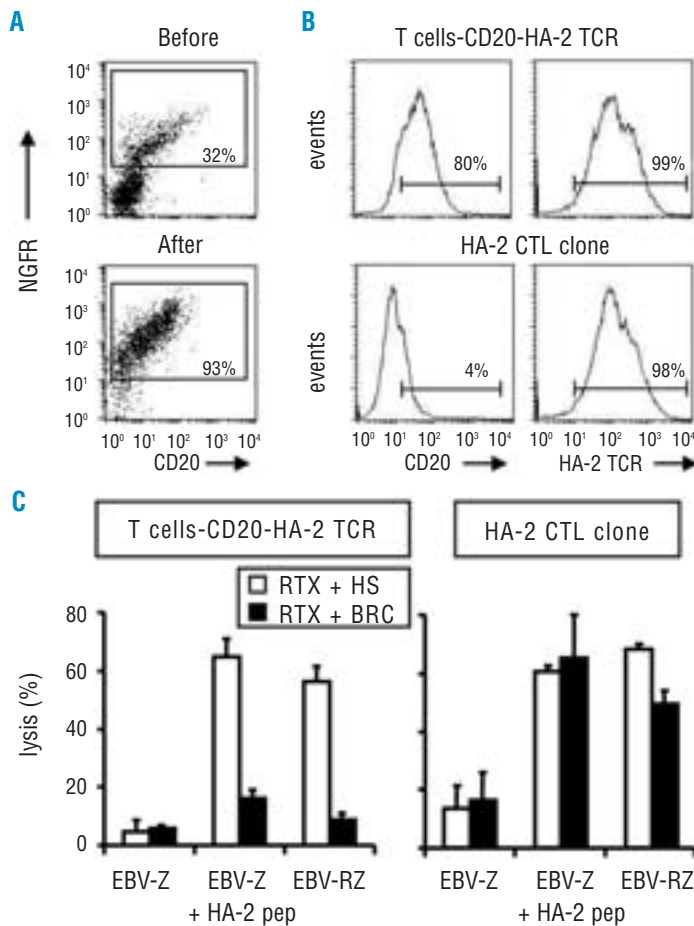 A
B
Before
T cells-CD20-HA-2 TCR
NGFR
10⁴
10³
10²
10¹
10⁰
32%
events
80%
99%
After
HA-2 CTL clone
10⁴
10³
10²
10¹
10⁰
93%
events
4%
98%
10⁰ 10¹ 10² 10³ 10⁴
CD20
10⁰ 10¹ 10² 10³ 10⁴
CD20
10⁰ 10¹ 10² 10³ 10⁴
HA-2 TCR
C
T cells-CD20-HA-2 TCR
HA-2 CTL clone
RTX + HS
RTX + BRC
lysis (%)
80
60
40
20
0
EBV-Z EBV-Z EBV-RZ
+ HA-2 pep
EBV-Z EBV-Z EBV-RZ
+ HA-2 pep